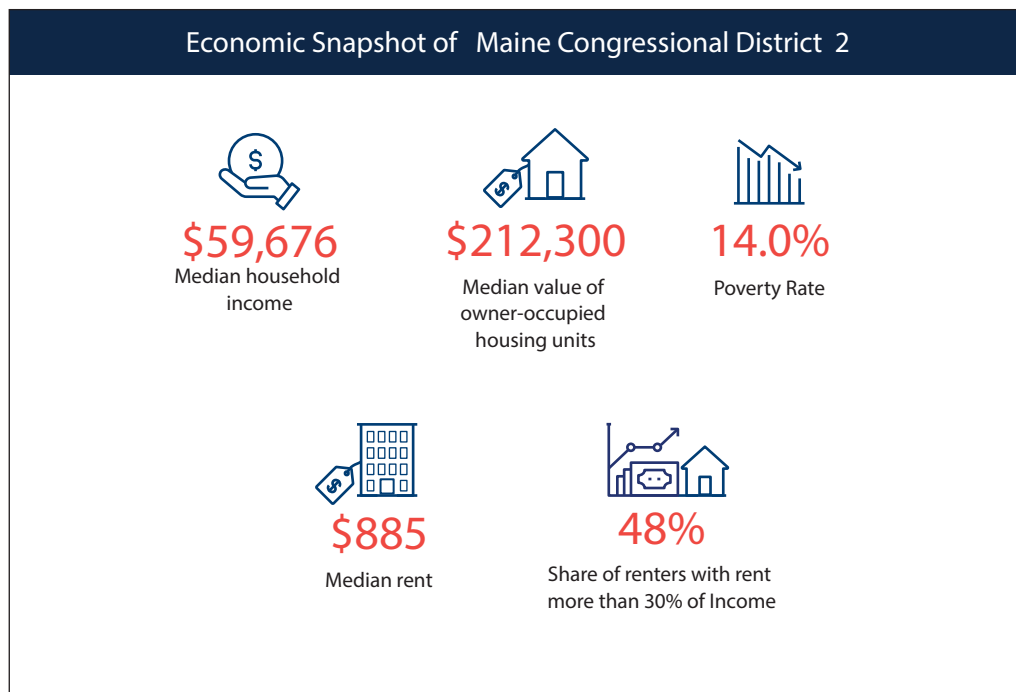 Economic Snapshot of Maine Congressional District 2
$
$
$59,676
Median household
income
$212,300
Median value of
owner-occupied
housing units
14.0%
Poverty Rate
$
$885
Median rent
48%
Share of renters with rent
more than 30% of Income